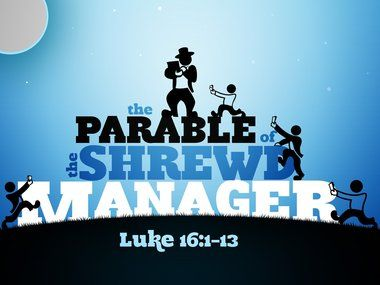 the
PARABLE of
the SHREWD
MANAGER
Luke 16:1-13